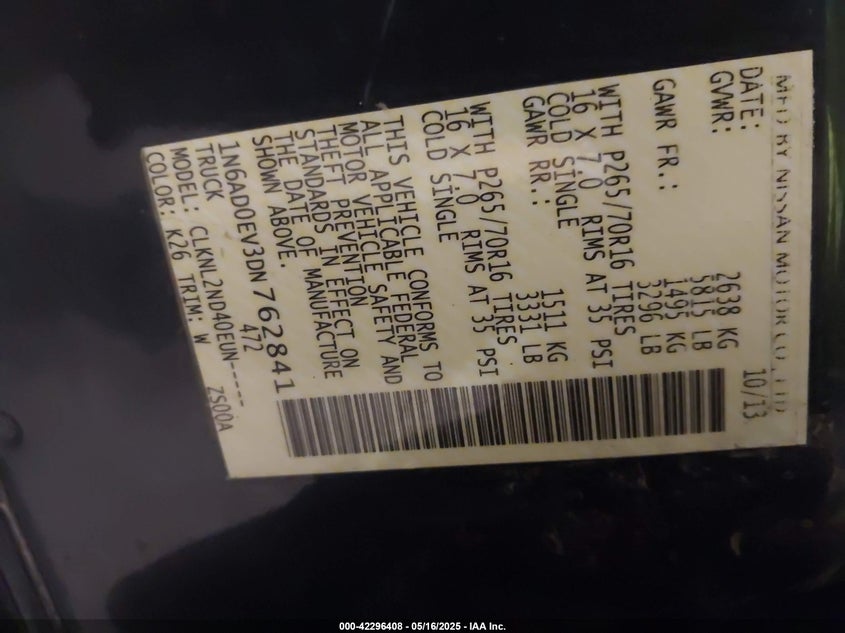 MFD BY NISSAN MOTOR CO., LTD
DATE: 10/13
GVWR: 2638 KG
5815 LB
GAWR FR.: 1495 KG
3296 LB
WITH P265/70R16 TIRES
16 X 7.0 RIMS AT 35 PSI
COLD SINGLE
GAWR RR.: 1511 KG
3331 LB
WITH P265/70R16 TIRES
16 X 7.0 RIMS AT 35 PSI
COLD SINGLE
THIS VEHICLE CONFORMS TO
ALL APPLICABLE FEDERAL
MOTOR VEHICLE SAFETY AND
THEFT PREVENTION
STANDARDS IN EFFECT ON
THE DATE OF MANUFACTURE
SHOWN ABOVE.
1N6AD0EV3DN762841
TRUCK 472
MODEL: CLKNL2ND40EUN-----
COLOR: K26 TRIM: W ZS00A
000-42296408 - 05/16/2025 - IAA Inc.